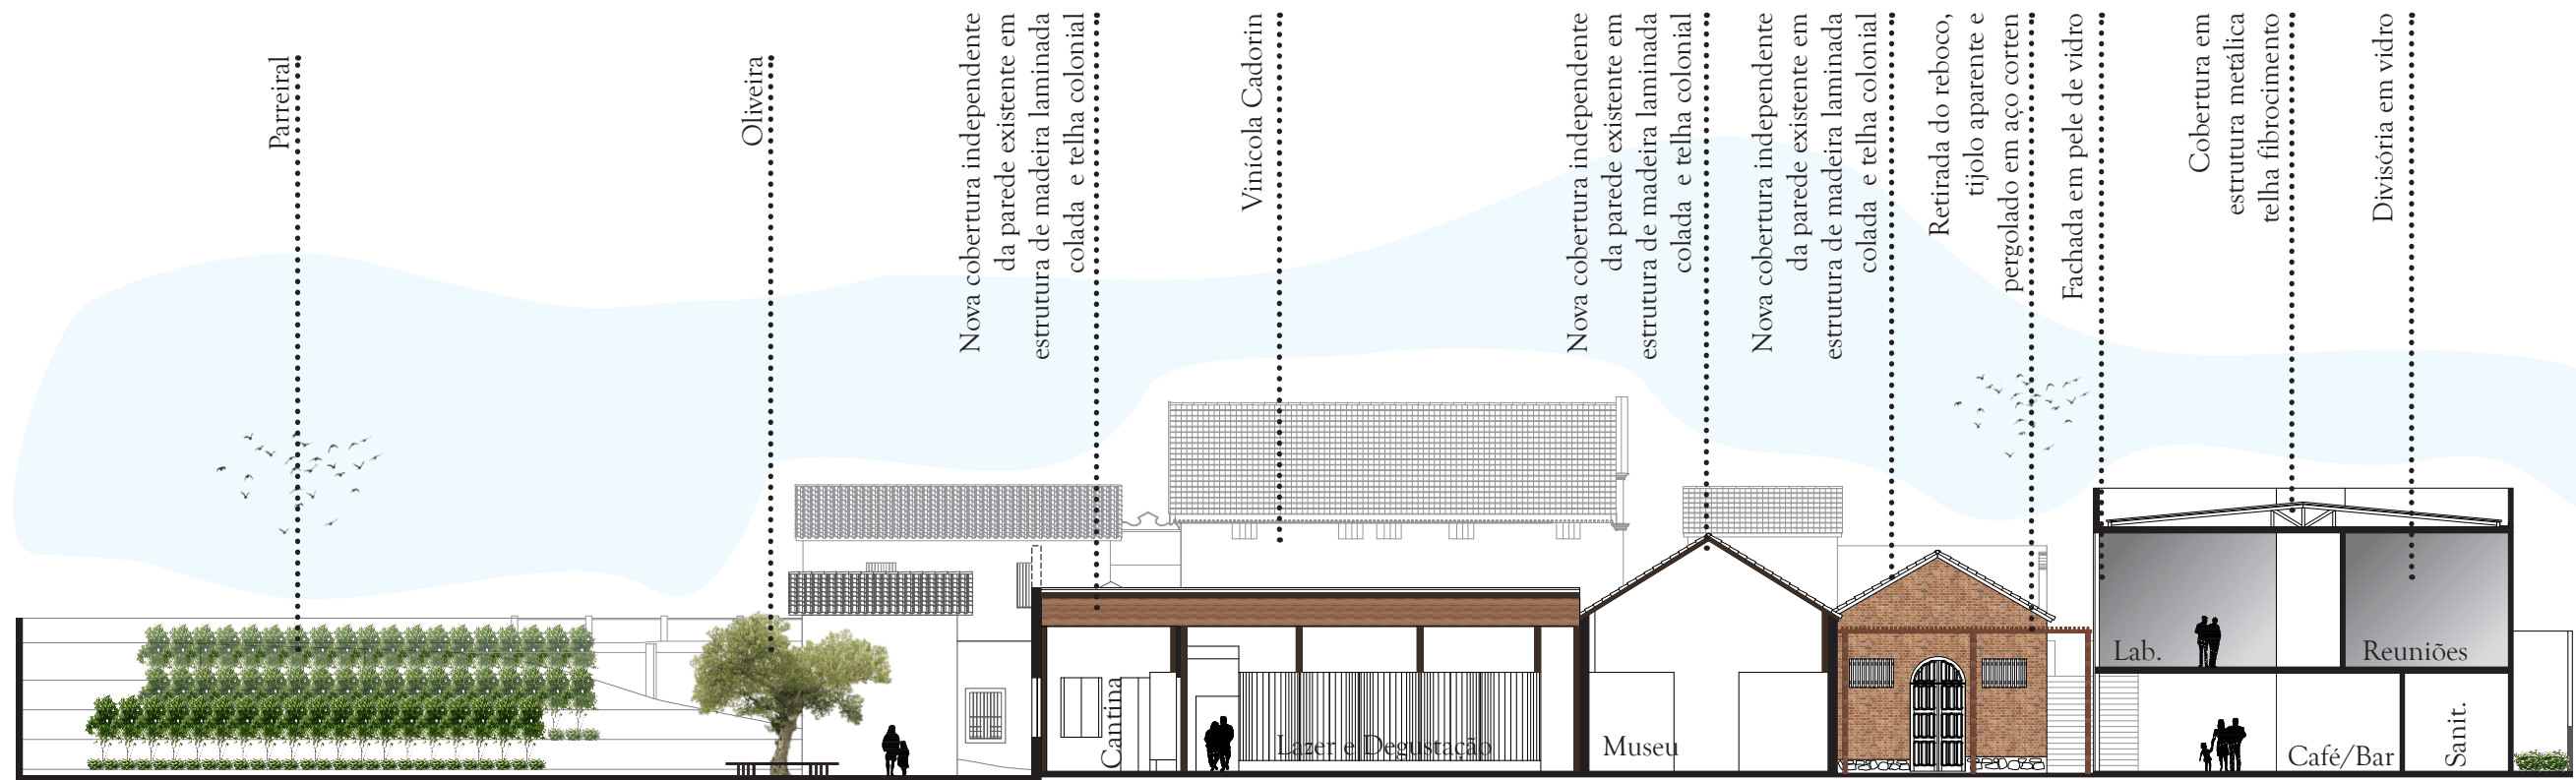 Parreiral
Oliveira
Nova cobertura independente
da parede existente em
estrutura de madeira laminada
colada e telha colonial
Vinícola Cadorin
Nova cobertura independente
da parede existente em
estrutura de madeira laminada
colada e telha colonial
Nova cobertura independente
da parede existente em
estrutura de madeira laminada
colada e telha colonial
Retirada do reboco,
tijolo aparente e
pergolado em aço corten
Fachada em pele de vidro
Cobertura em
estrutura metálica
telha fibrocimento
Divisória em vidro
Cantina
Lazer e Degustação
Museu
Lab.
Reuniões
Café/Bar
Sanit.